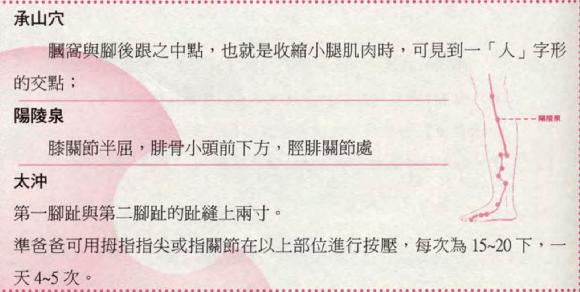 承山穴
膕窩與腳後跟之中點，也就是收縮小腿肌肉時，可見到一「人」字形
的交點；
陽陵泉
膝關節半屈，腓骨小頭前下方，脛腓關節處
陽陵泉
太沖
第一腳趾與第二腳趾的趾縫上兩寸。
準爸爸可用拇指指尖或指關節在以上部位進行按壓，每次為 15~20 下，一
天 4~5 次。